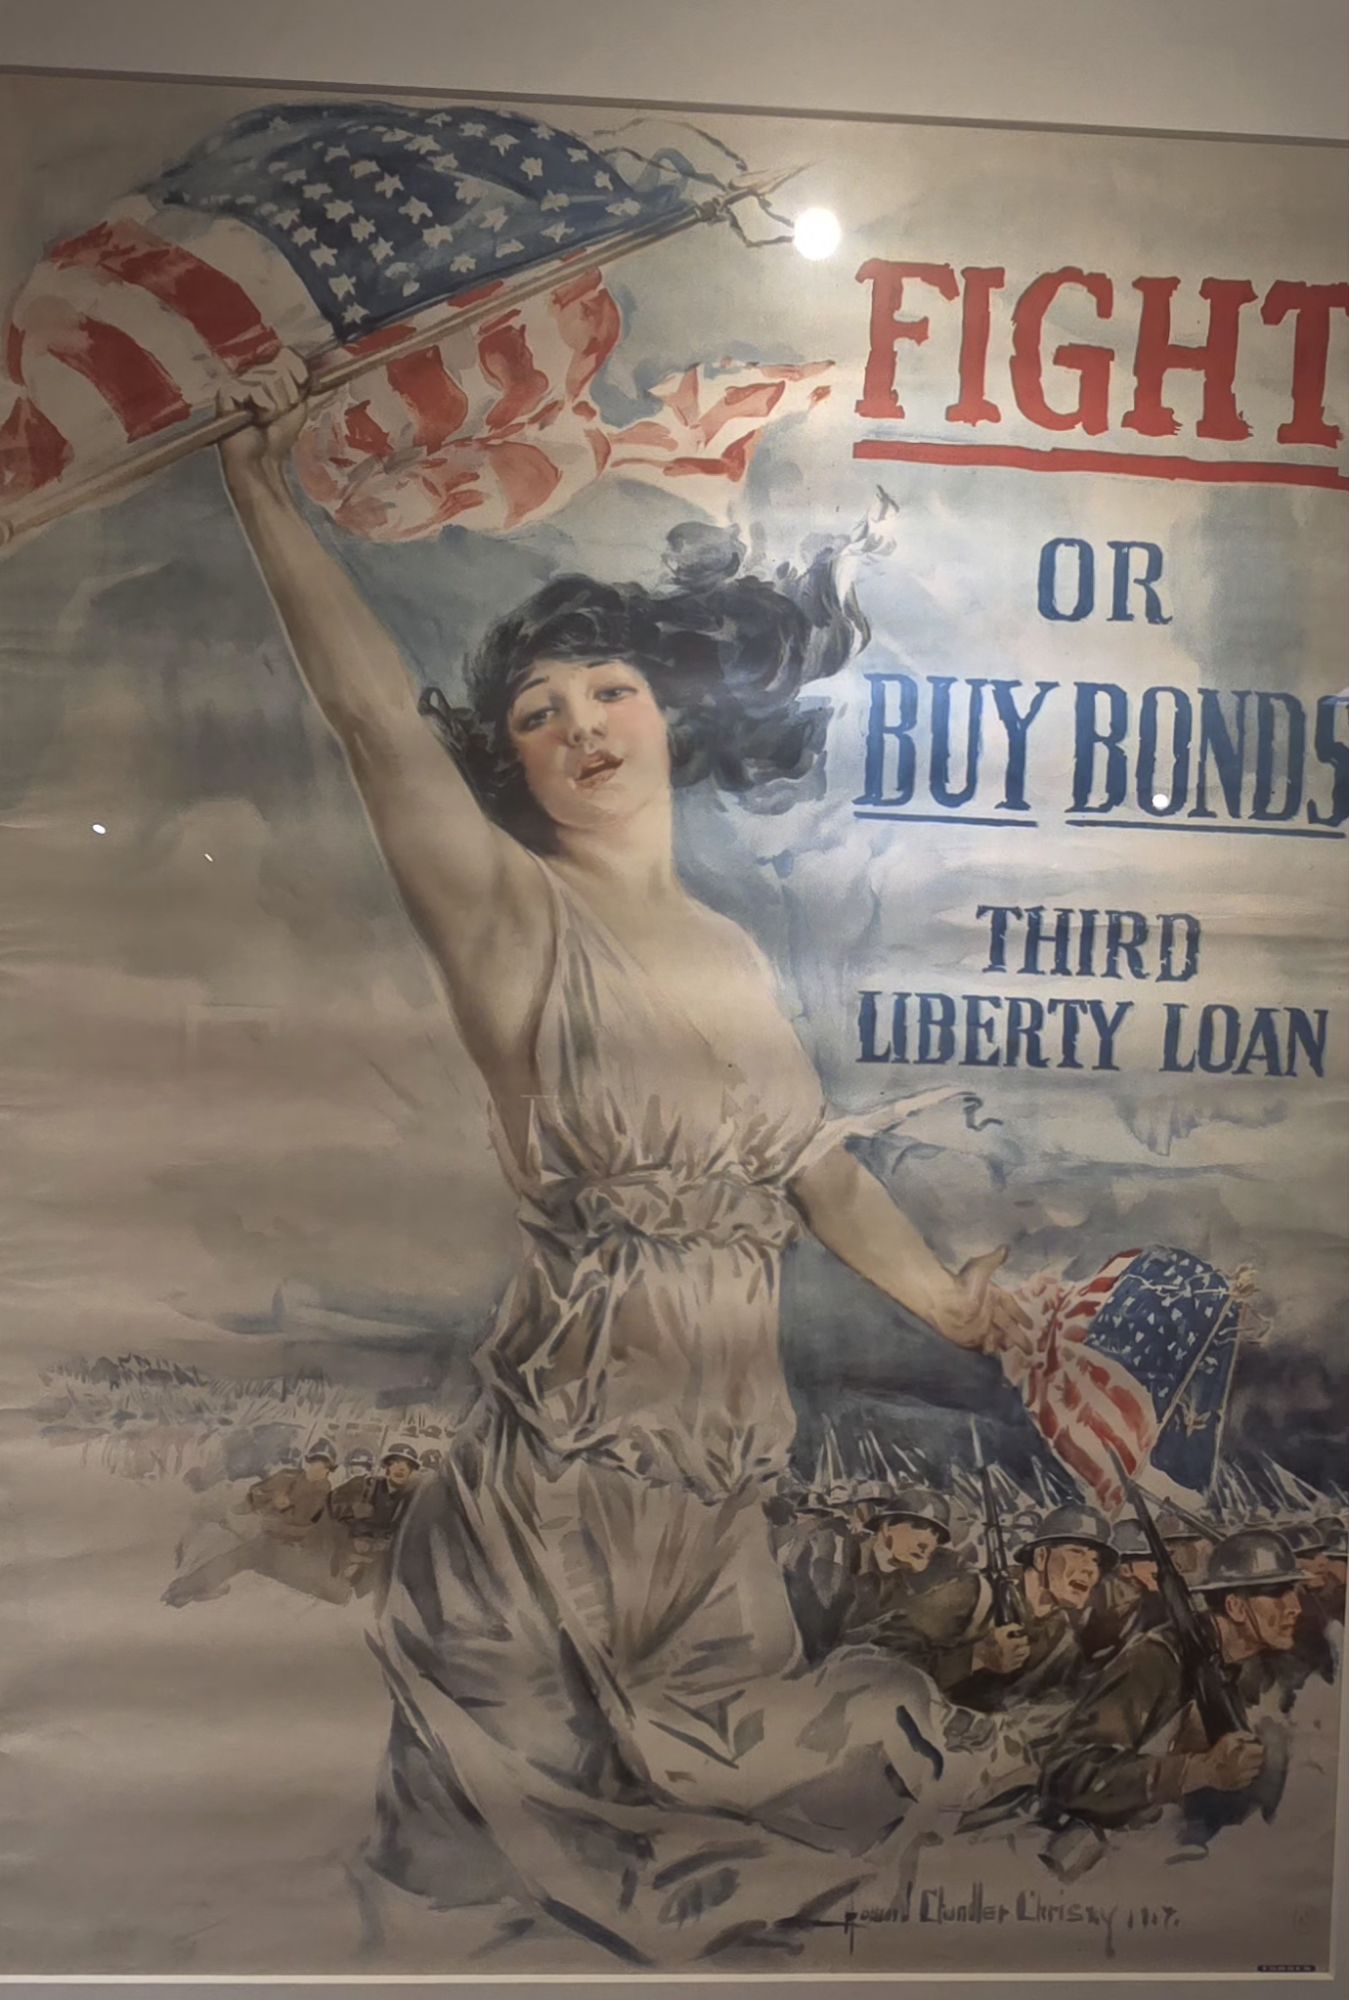 FIGHT
OR
BUY BONDS
THIRD
LIBERTY LOAN
Howard Chandler Christy 1917.